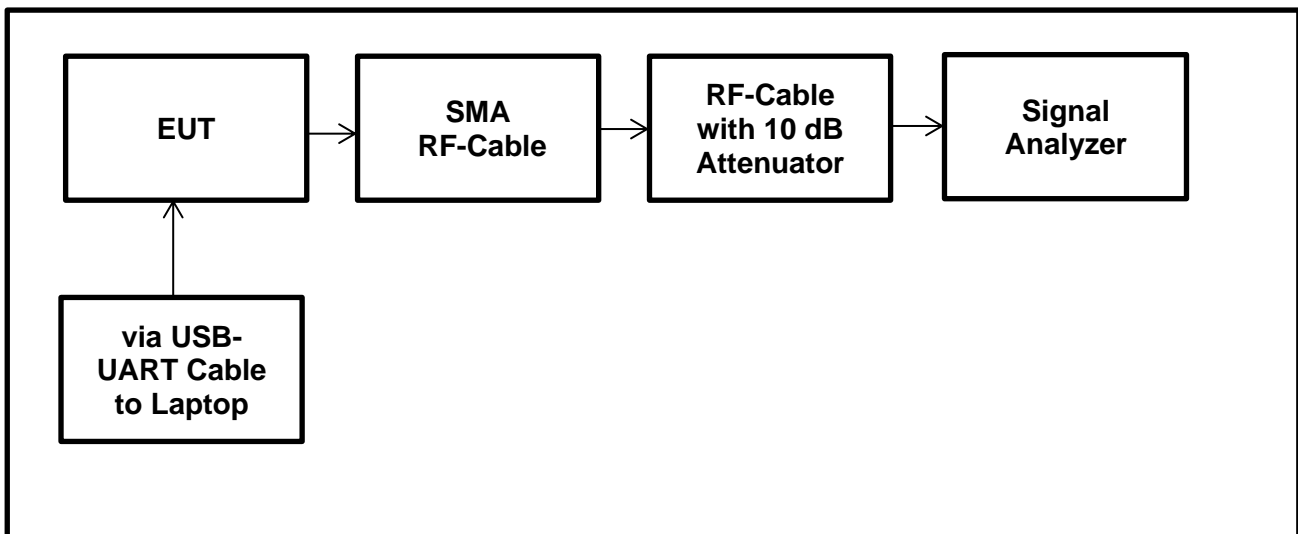 EUT
SMA
RF-Cable
RF-Cable
with 10 dB
Attenuator
Signal
Analyzer
via USB-
UART Cable
to Laptop